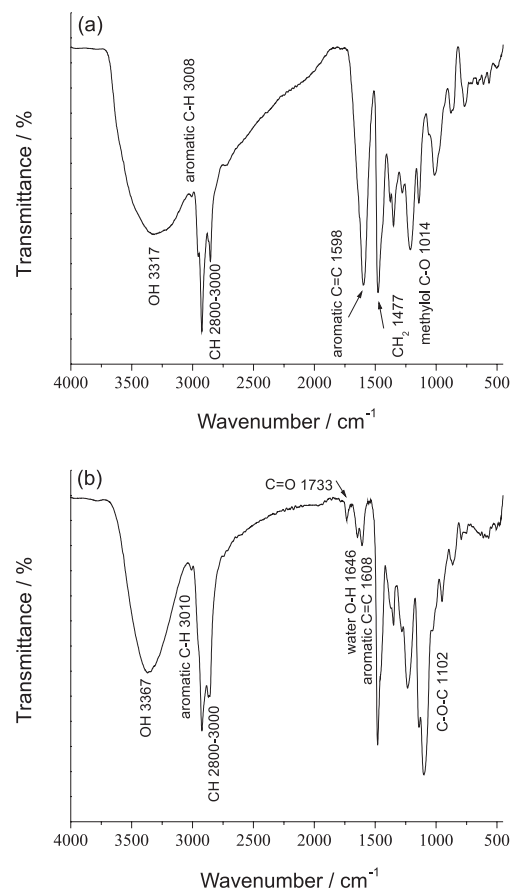 (a)
Transmittance / %
aromatic C-H 3008
OH 3317
CH 2800-3000
aromatic C=C 1598
CH₂ 1477
methylol C-O 1014
4000 3500 3000 2500 2000 1500 1000 500
Wavenumber / cm⁻¹
(b)
Transmittance / %
C=O 1733
OH 3367
aromatic C-H 3010
CH 2800-3000
water O-H 1646
aromatic C=C 1608
C-O-C 1102
4000 3500 3000 2500 2000 1500 1000 500
Wavenumber / cm⁻¹